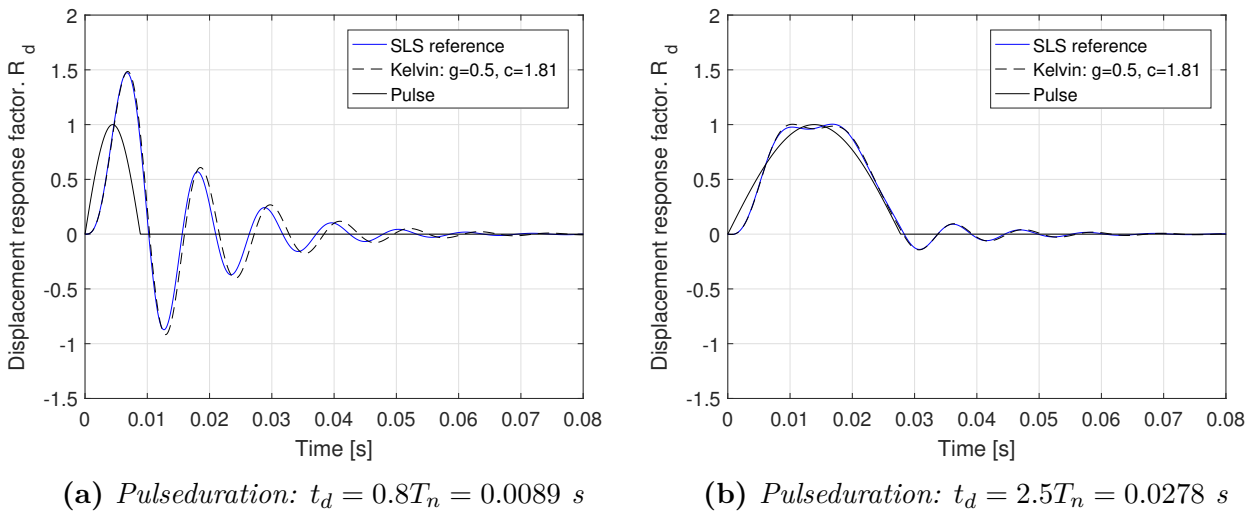 2
1.5
1
0.5
0
-0.5
-1
-1.5
Displacement response factor. R d
SLS reference
Kelvin: g=0.5, c=1.81
Pulse
0 0.01 0.02 0.03 0.04 0.05 0.06 0.07 0.08
Time [s]
(a) Pulseduration: t_d = 0.8T_n = 0.0089 s
2
1.5
1
0.5
0
-0.5
-1
-1.5
Displacement response factor. R d
SLS reference
Kelvin: g=0.5, c=1.81
Pulse
0 0.01 0.02 0.03 0.04 0.05 0.06 0.07 0.08
Time [s]
(b) Pulseduration: t_d = 2.5T_n = 0.0278 s